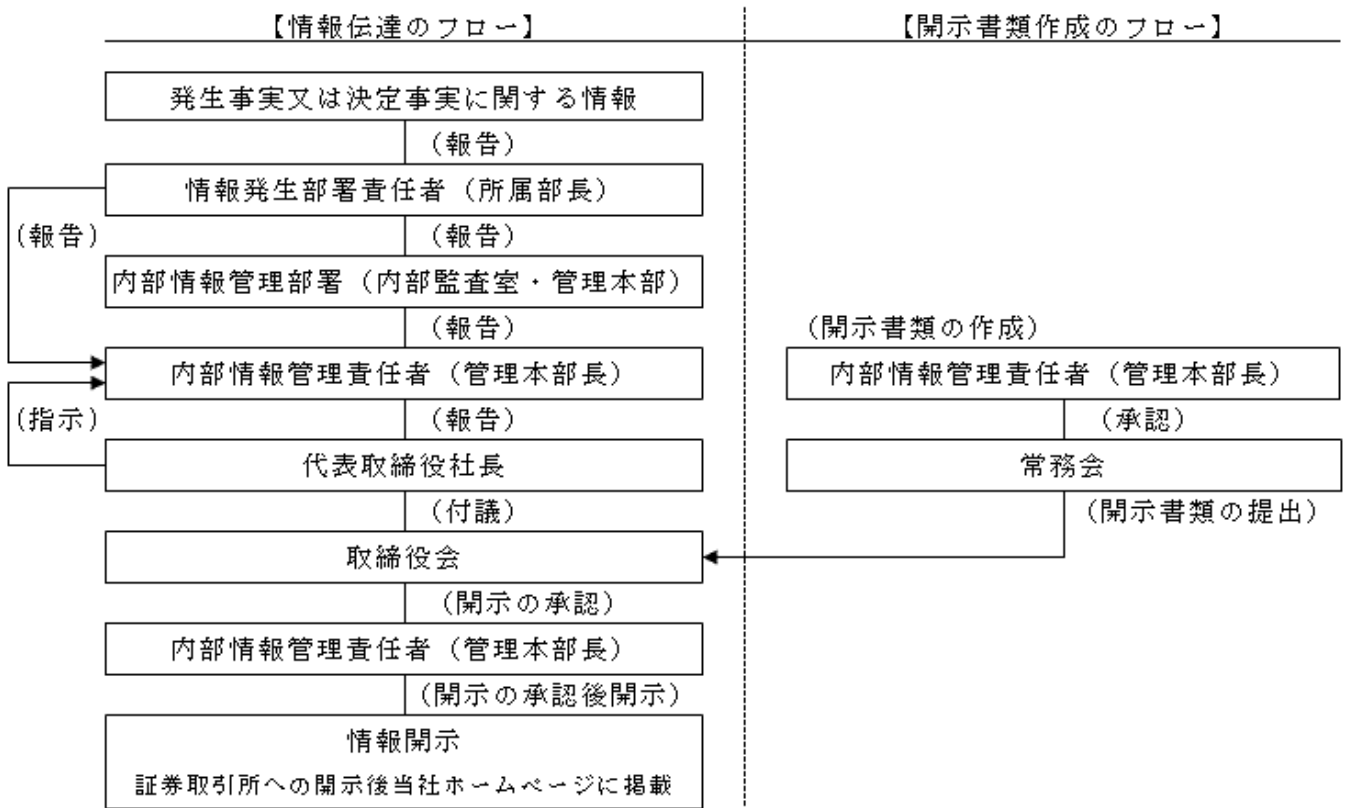 【情報伝達のフロー】
【開示書類作成のフロー】
発生事実又は決定事実に関する情報
（報告）
情報発生部署責任者（所属部長）
（報告）
（報告）
内部情報管理部署（内部監査室・管理本部）
（報告）
（開示書類の作成）
内部情報管理責任者（管理本部長）
内部情報管理責任者（管理本部長）
（指示）
（報告）
（承認）
代表取締役社長
常務会
（付議）
（開示書類の提出）
取締役会
（開示の承認）
内部情報管理責任者（管理本部長）
（開示の承認後開示）
情報開示
証券取引所への開示後当社ホームページに掲載